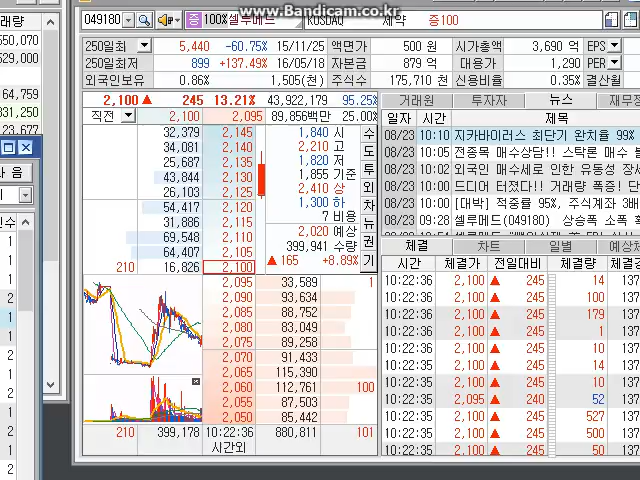 www.Bandicam.co.kr
049180 증 100% 셀루메드 KOSDAQ 제약 증100
250일최 5,440 -60.75% 15/11/25 액면가 500 원 시가총액 3,690 억 EPS
250일최저 899 +137.49% 16/05/18 자본금 879 억 대용가 1,290 PER
외국인보유 0.86% 1,505(천) 주식수 175,710 천 신용비율 0.35% 결산월
2,100 ▲ 245 13.21% 43,922,179 95.25%
직전 2,100 2,095 89,856백만 25.00%
32,379 2,145 1,840 시 수
34,081 2,140 2,210 고 도
25,687 2,135 1,820 저 투
43,844 2,130 1,855 기준
26,103 2,125 2,410 상 외
54,417 2,120 1,300 하 차
31,886 2,115 7 비용 뉴
69,548 2,110 2,020 예상 권
64,407 2,105 399,941 수량
210 16,826 2,100 ▲ 165 +8.89% 기
2,095 33,589 1
2,090 93,634
2,085 88,752
2,080 83,049
2,075 89,258
2,070 91,433
2,065 115,390
2,060 112,761 100
2,055 87,503
2,050 85,442
210 399,178 10:22:36 880,811 101
시간외
거래원 투자자 뉴스 재무
일자 시간 제목
08/23 10:10 지카바이러스 최단기 완치율 99%
08/23 10:05 전종목 매수상담!! 스탁론 매수
08/23 10:02 외국인 매수세로 인한 유동성 장세
08/23 10:00 드디어 터졌다!! 거래량 폭증!
08/23 10:00 [대박] 적중률 95%, 주식계좌 3배
08/23 09:28 셀루메드(049180) 상승폭 소폭
체결 차트 일별 예상체
시간 체결가 전일대비 체결량
10:22:36 2,100 ▲ 245 14 137
10:22:36 2,100 ▲ 245 100 137
10:22:36 2,100 ▲ 245 179 137
10:22:36 2,100 ▲ 245 1 137
10:22:36 2,100 ▲ 245 10 137
10:22:36 2,100 ▲ 245 14 137
10:22:36 2,100 ▲ 245 10 137
10:22:36 2,095 ▲ 240 52 137
10:22:35 2,100 ▲ 245 527 137
10:22:35 2,100 ▲ 245 500 137
10:22:35 2,100 ▲ 245 50 137